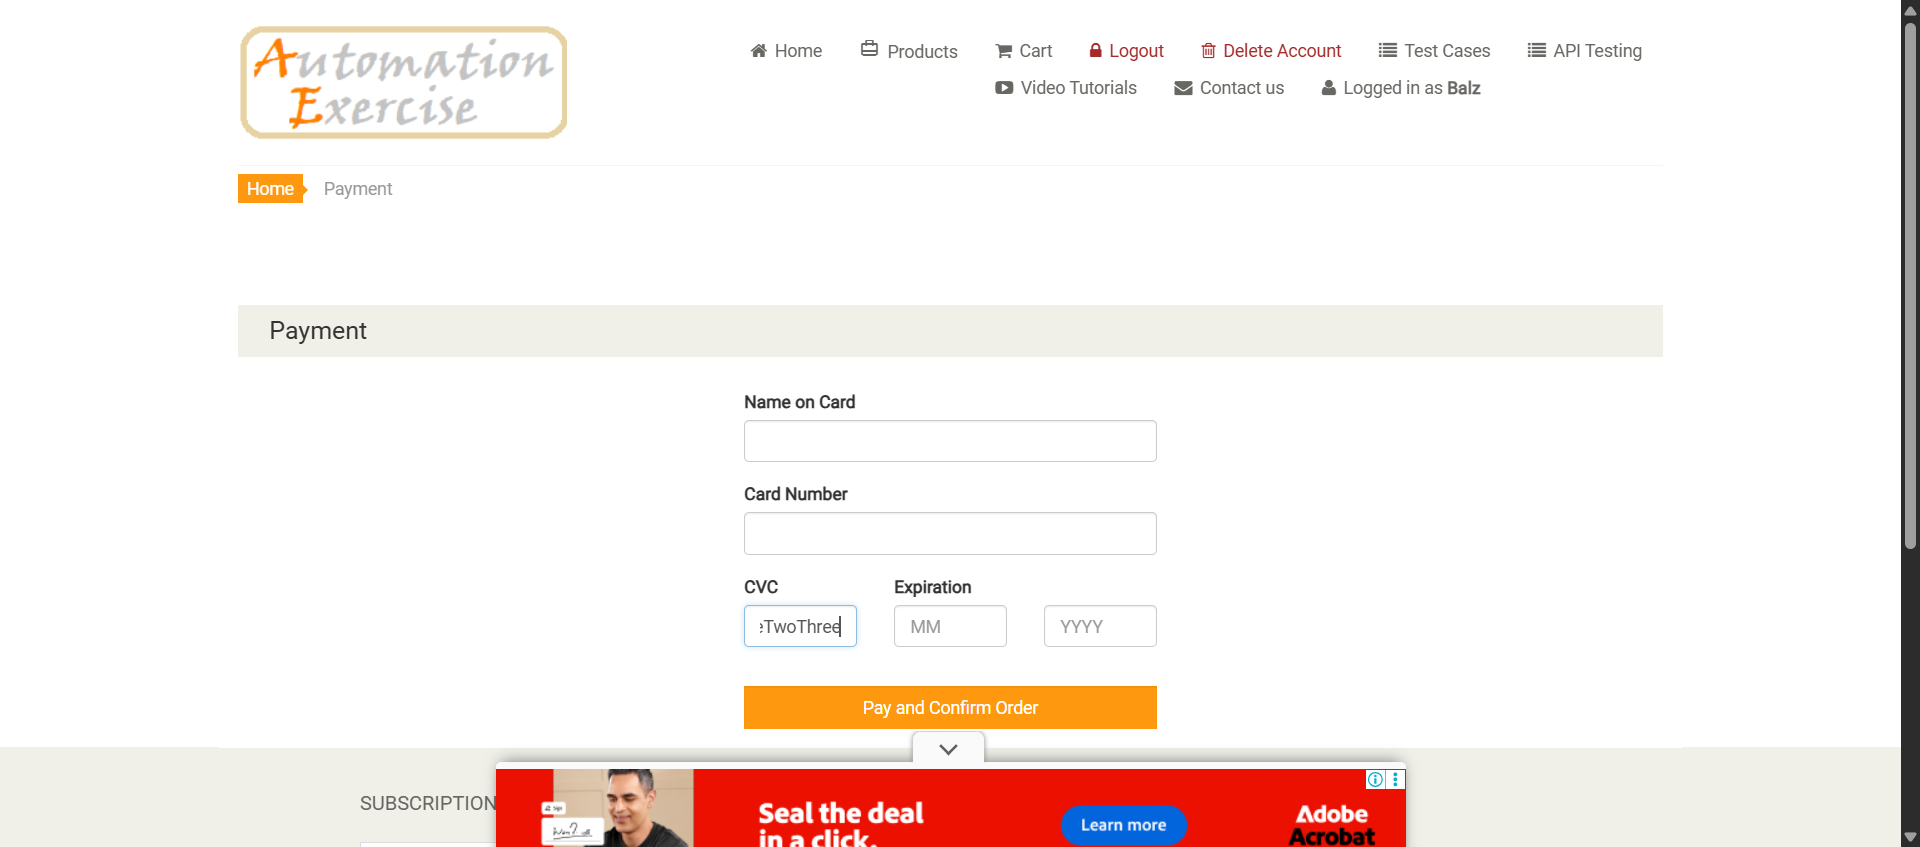 Automation
Exercise
Home Products Cart Logout Delete Account Test Cases API Testing
Video Tutorials Contact us Logged in as Balz
Home Payment
Payment
Name on Card
Card Number
CVC Expiration
eTwoThree MM YYYY
Pay and Confirm Order
SUBSCRIPTION
Sign
Seal the deal
in a click.
Learn more
Adobe
Acrobat